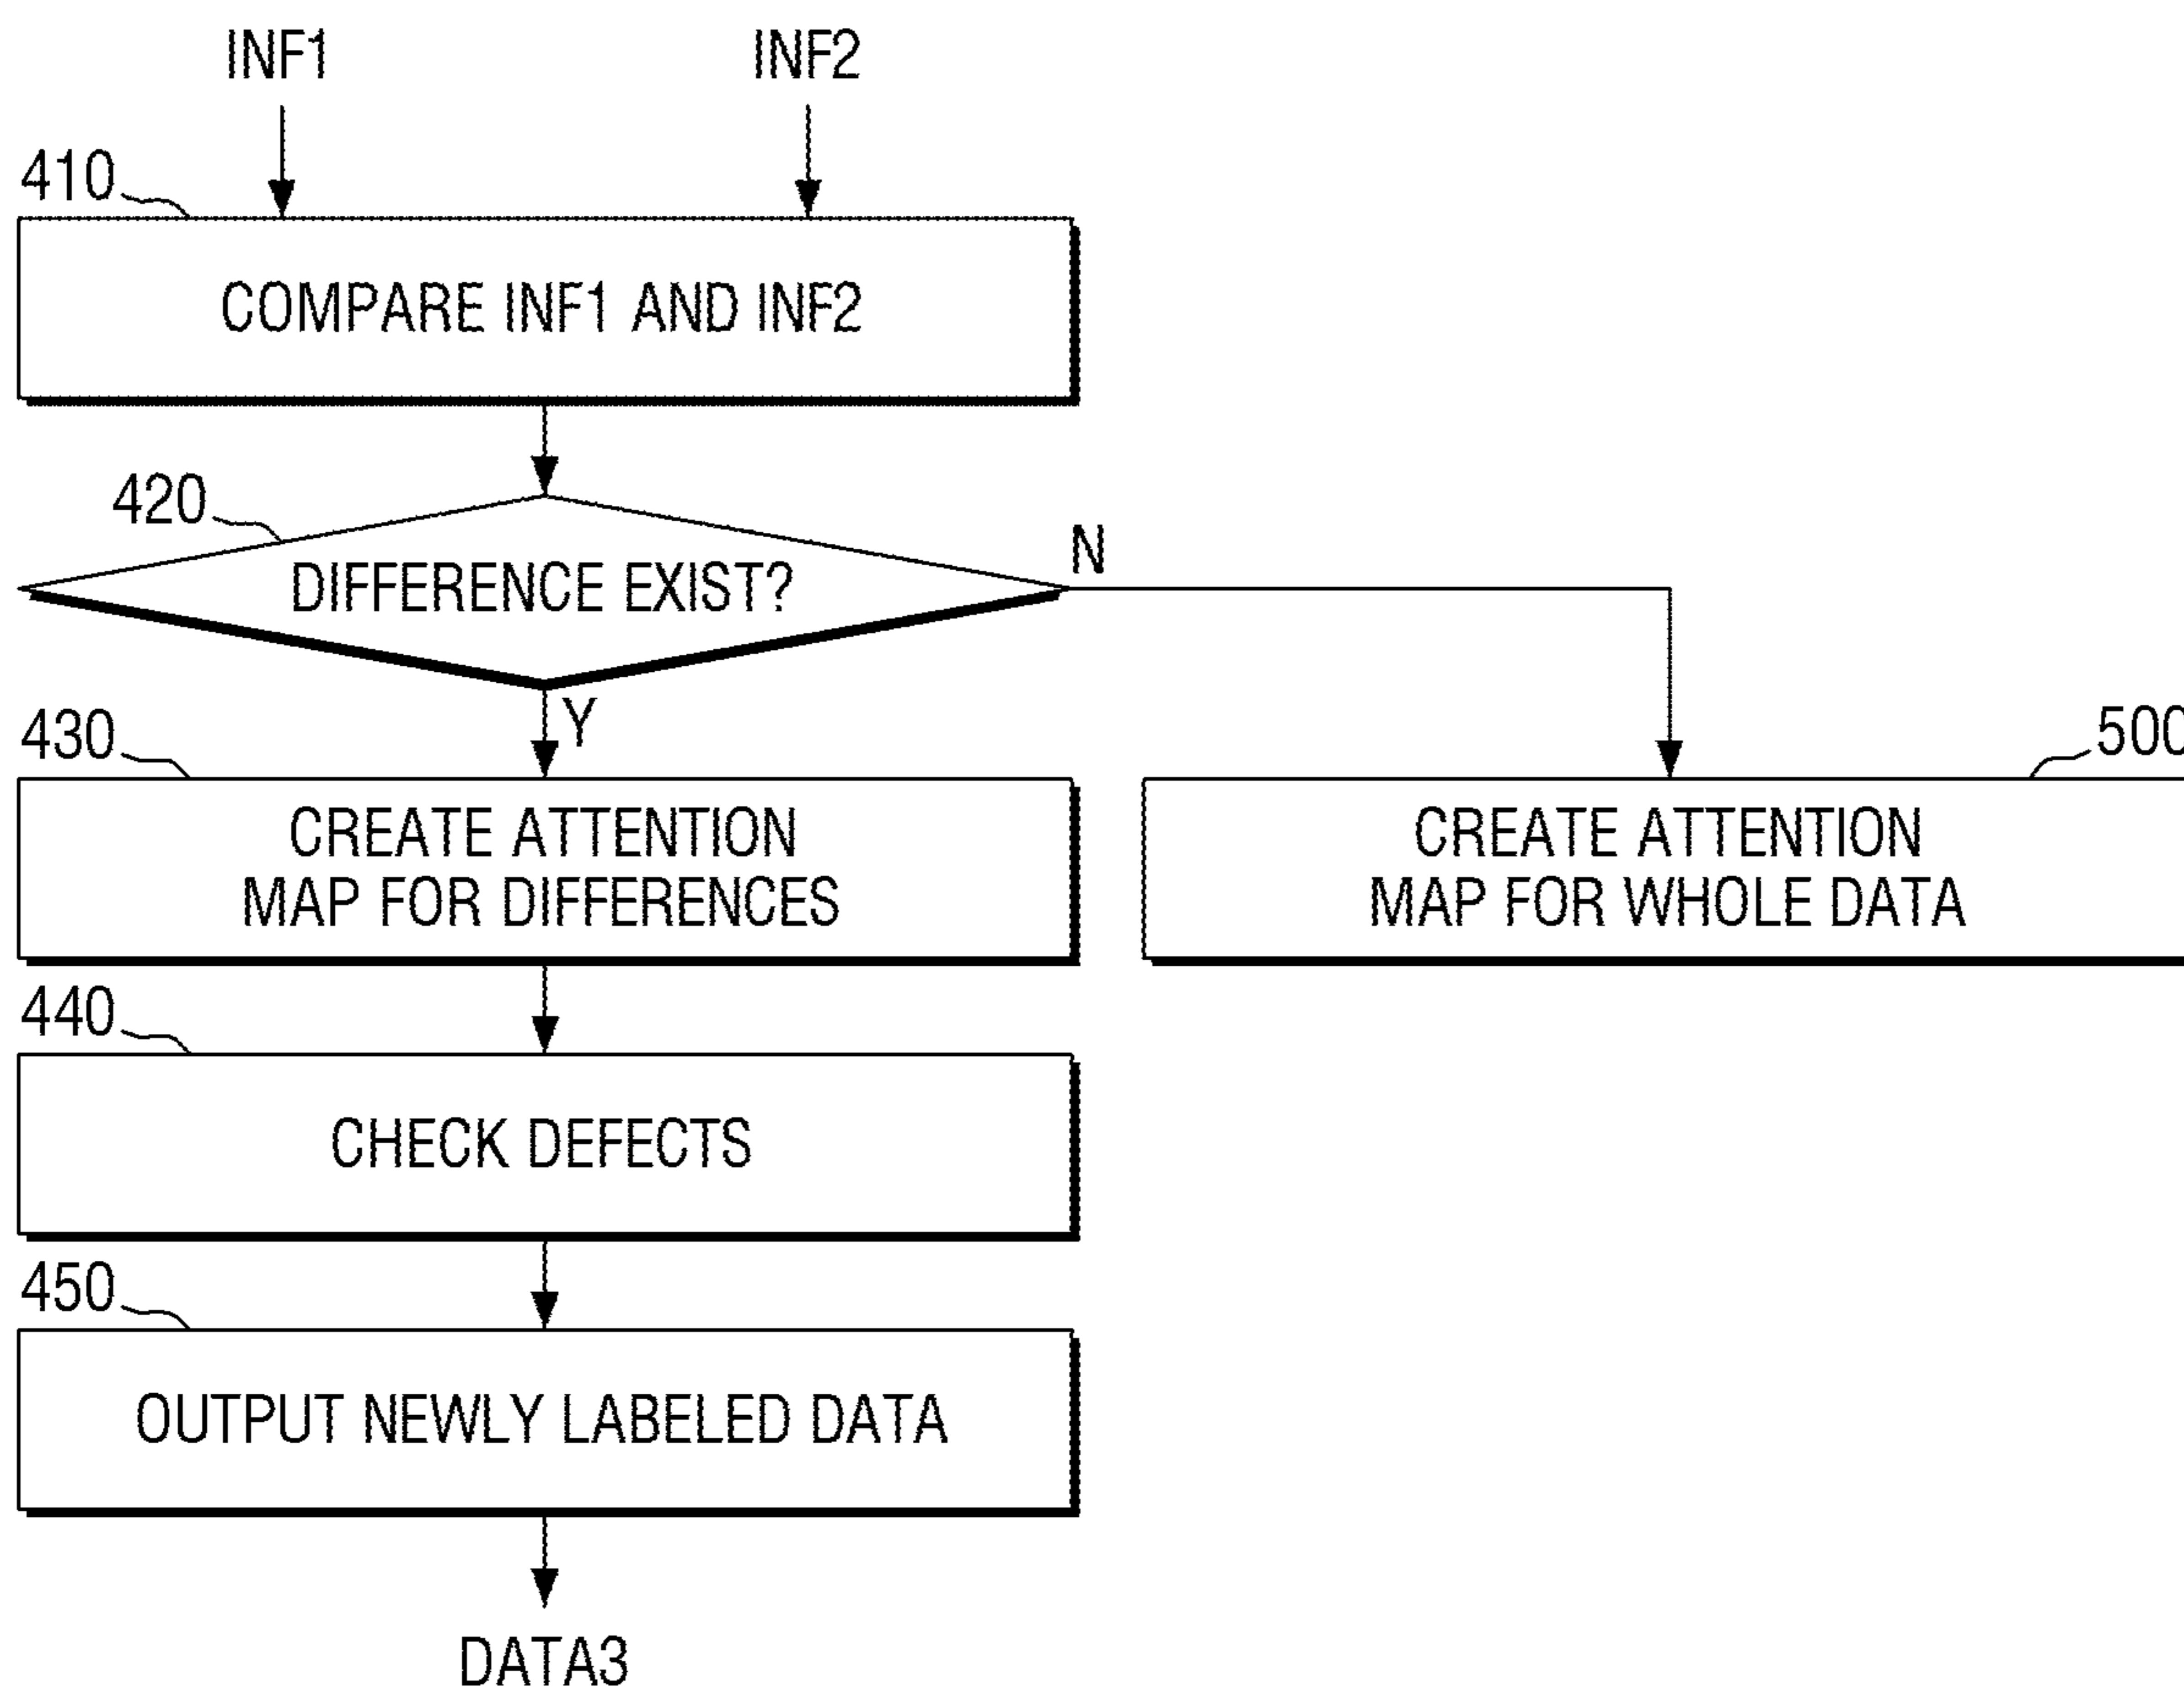 INF1
INF2
410
COMPARE INF1 AND INF2
420
DIFFERENCE EXIST?
N
Y
430
CREATE ATTENTION
MAP FOR DIFFERENCES
500
CREATE ATTENTION
MAP FOR WHOLE DATA
440
CHECK DEFECTS
450
OUTPUT NEWLY LABELED DATA
DATA3